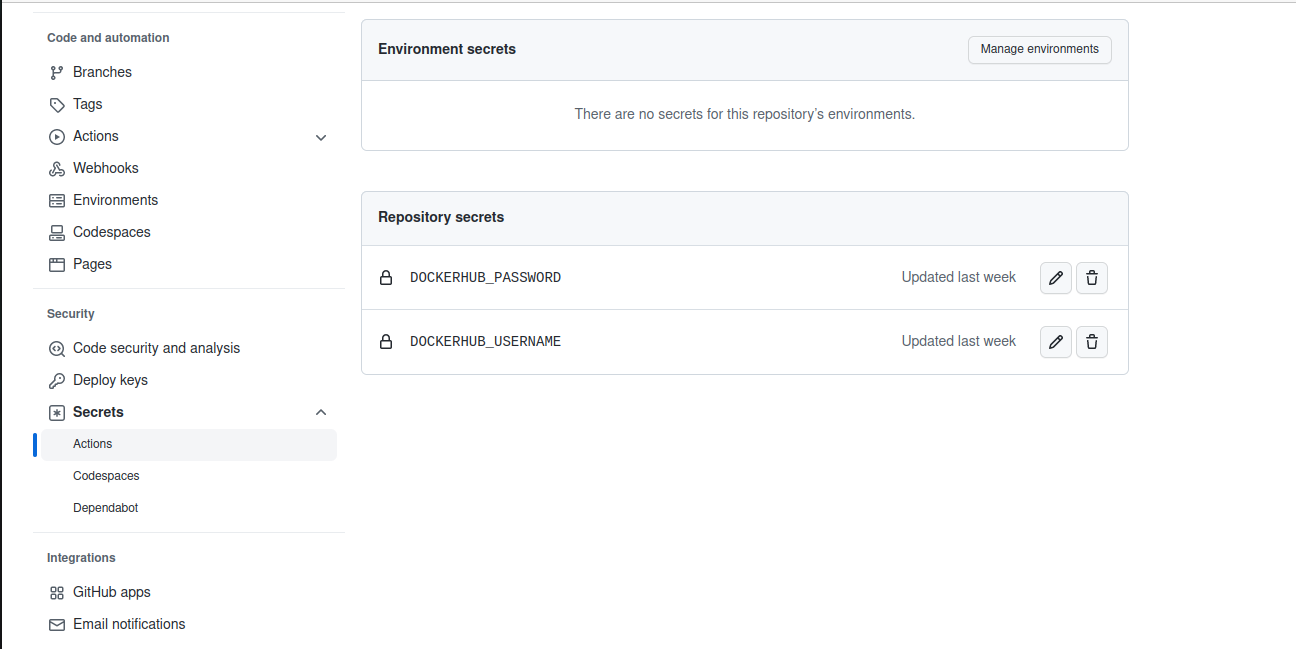 Code and automation
Branches
Tags
Actions
Webhooks
Environments
Codespaces
Pages
Security
Code security and analysis
Deploy keys
Secrets
Actions
Codespaces
Dependabot
Integrations
GitHub apps
Email notifications
Environment secrets
Manage environments
There are no secrets for this repository’s environments.
Repository secrets
DOCKERHUB_PASSWORD Updated last week
DOCKERHUB_USERNAME Updated last week